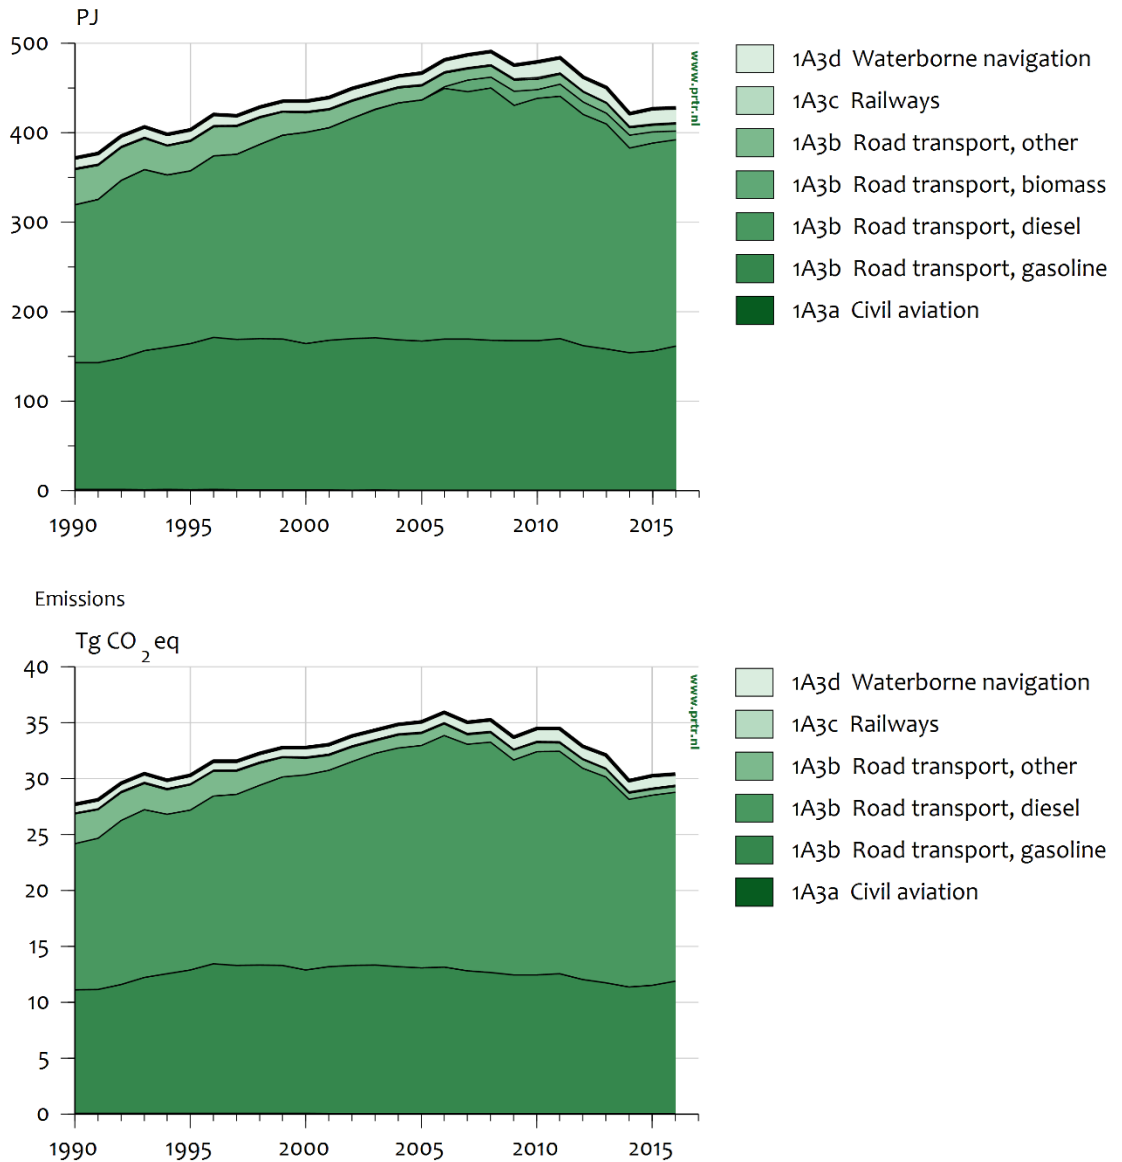 PJ
500
400
300
200
100
0
1990 1995 2000 2005 2010 2015
www.prtr.nl
1A3d Waterborne navigation
1A3c Railways
1A3b Road transport, other
1A3b Road transport, biomass
1A3b Road transport, diesel
1A3b Road transport, gasoline
1A3a Civil aviation
Emissions
Tg CO2 eq
40
35
30
25
20
15
10
5
0
1990 1995 2000 2005 2010 2015
www.prtr.nl
1A3d Waterborne navigation
1A3c Railways
1A3b Road transport, other
1A3b Road transport, diesel
1A3b Road transport, gasoline
1A3a Civil aviation